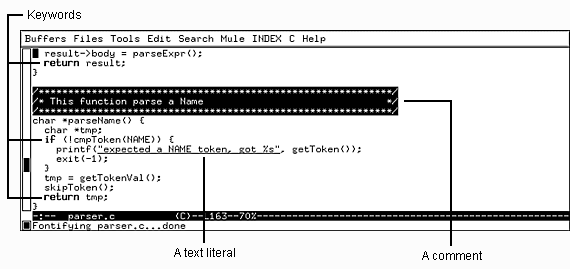 Keywords
Buffers Files Tools Edit Search Mule INDEX C Help
result->body = parseExpr();
return result;
}
/*************************************************************/
/* This function parse a Name */
/*************************************************************/
char *parseName() {
char *tmp;
if (!cmpToken(NAME)) {
printf("expected a NAME token, got %s", getToken());
exit(-1);
}
tmp = getTokenVal();
skipToken();
return tmp;
}
-:-- parser.c (C)--L163--70%--------------------------------------------------
Fontifying parser.c...done
A text literal
A comment